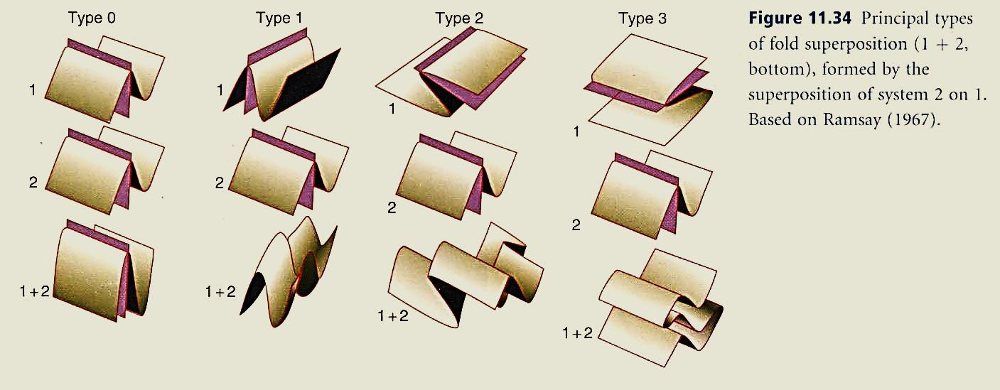 Type 0
Type 1
Type 2
Type 3
1
1
1
1
2
2
2
2
1+2
1+2
1+2
1+2
Figure 11.34 Principal types
of fold superposition (1 + 2,
bottom), formed by the
superposition of system 2 on 1.
Based on Ramsay (1967).